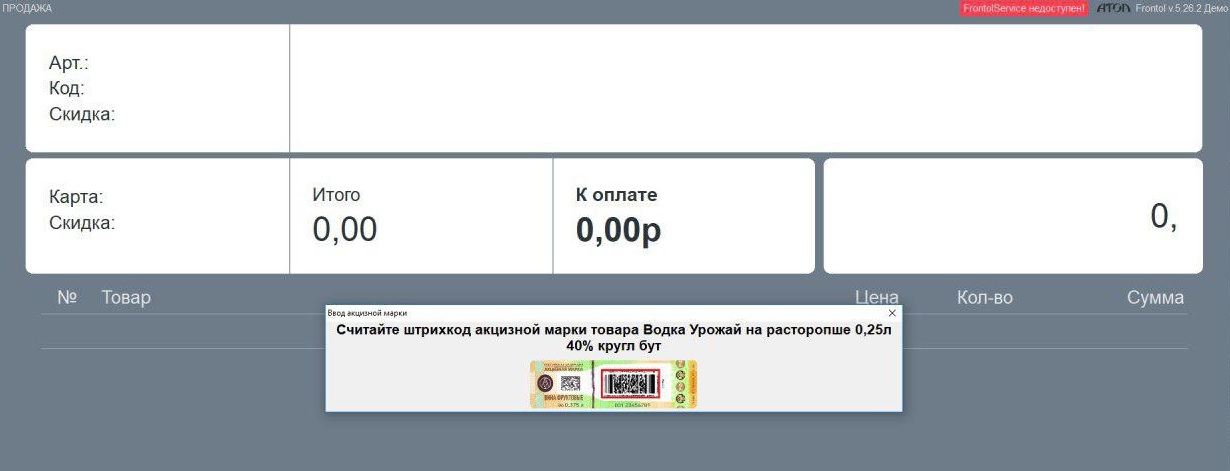 ПРОДАЖА
FrontolService недоступен! АТОЛ Frontol v.5.26.2 Демо
Арт.:
Код:
Скидка:
Карта:
Скидка:
Итого
0,00
К оплате
0,00р
0,
№ Товар Цена Кол-во Сумма
Ввод акцизной марки
Считайте штрихкод акцизной марки товара Водка Урожай на расторопше 0,25л
40% кругл бут
ВИНА ФРУКТОВЫЕ